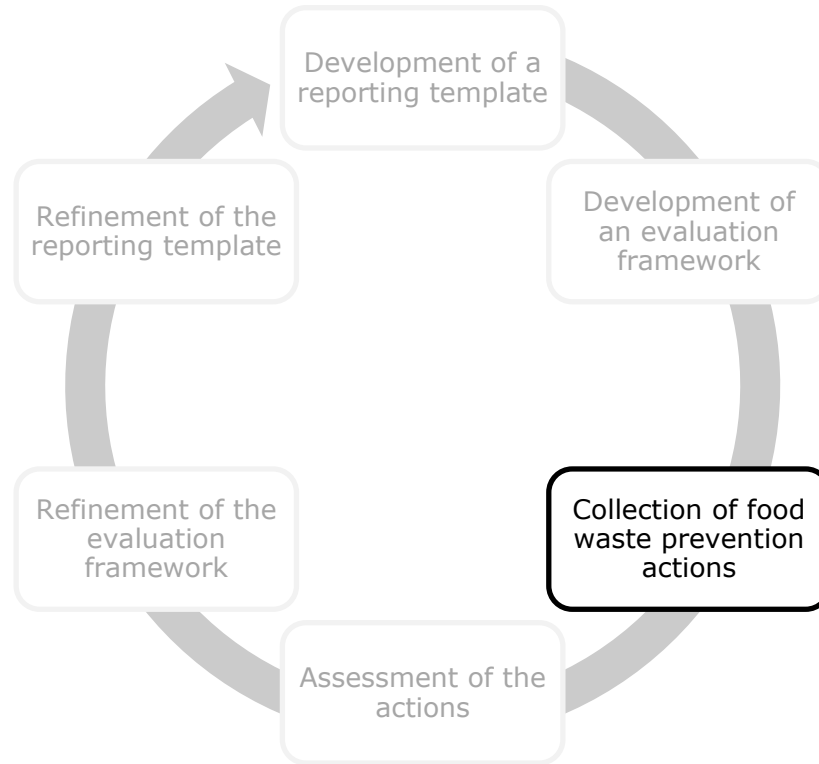 Development of a
reporting template
Development of
an evaluation
framework
Collection of food
waste prevention
actions
Assessment of the
actions
Refinement of the
evaluation
framework
Refinement of the
reporting template